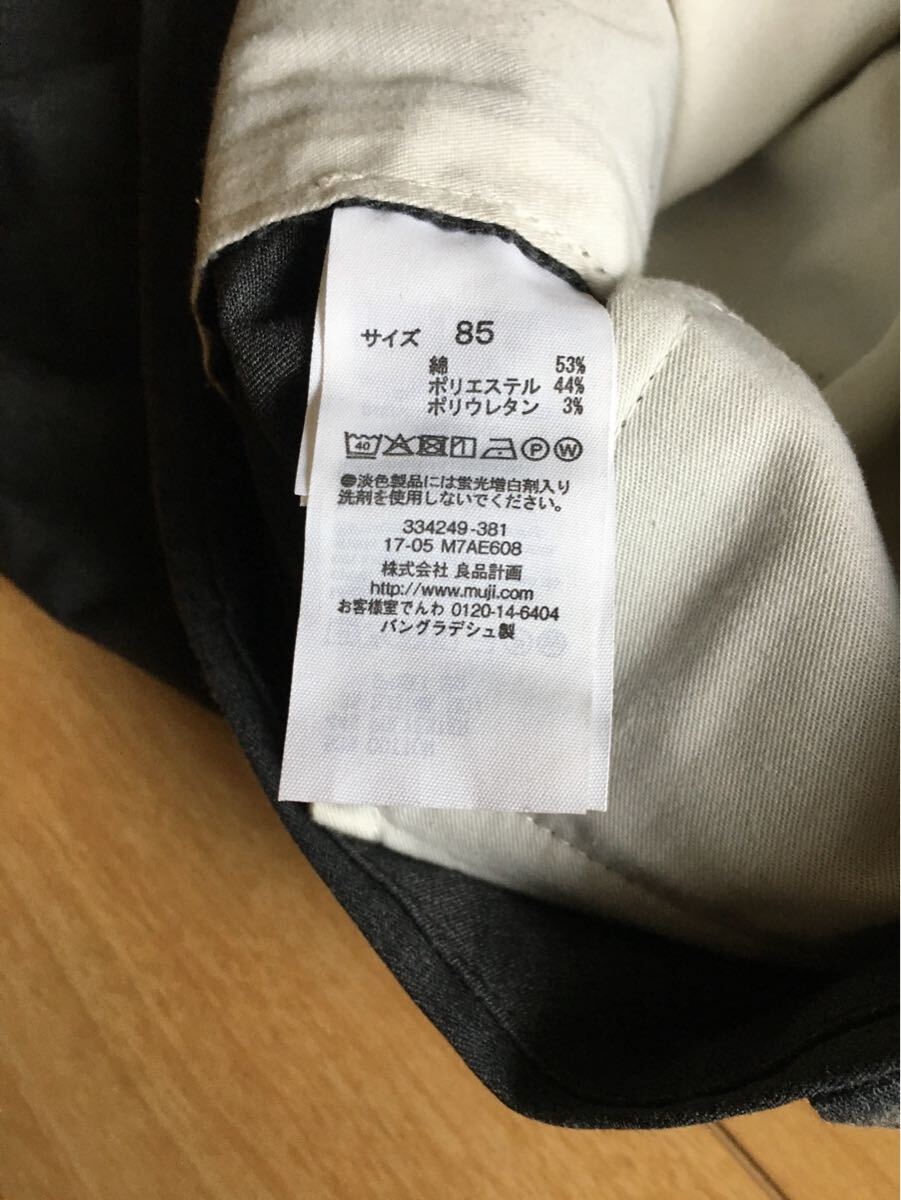 サイズ 85
綿 53%
ポリエステル 44%
ポリウレタン 3%
40 P W
●淡色製品には蛍光増白剤入り
洗剤を使用しないでください。
334249-381
17-05 M7AE608
株式会社 良品計画
http://www.muji.com
お客様室でんわ 0120-14-6404
バングラデシュ製